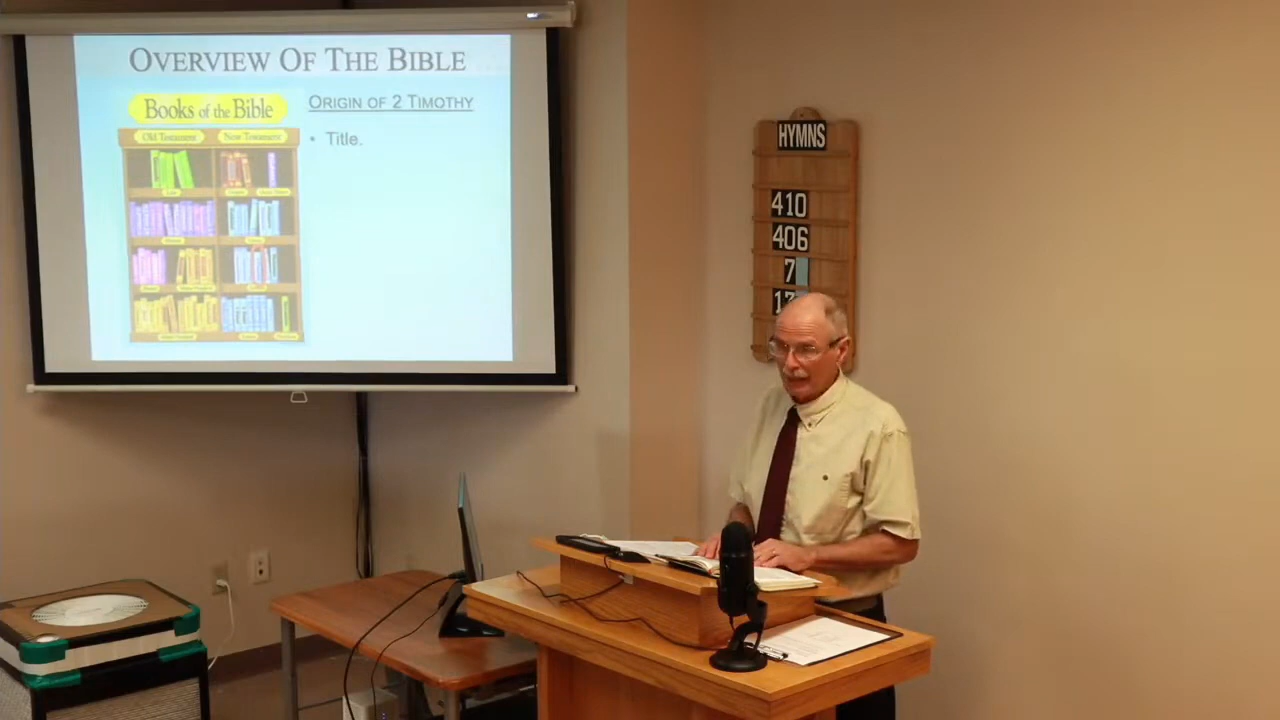 OVERVIEW OF THE BIBLE
Books of the Bible
ORIGIN OF 2 TIMOTHY
Old Testament
New Testament
• Title.
HYMNS
410
406
7